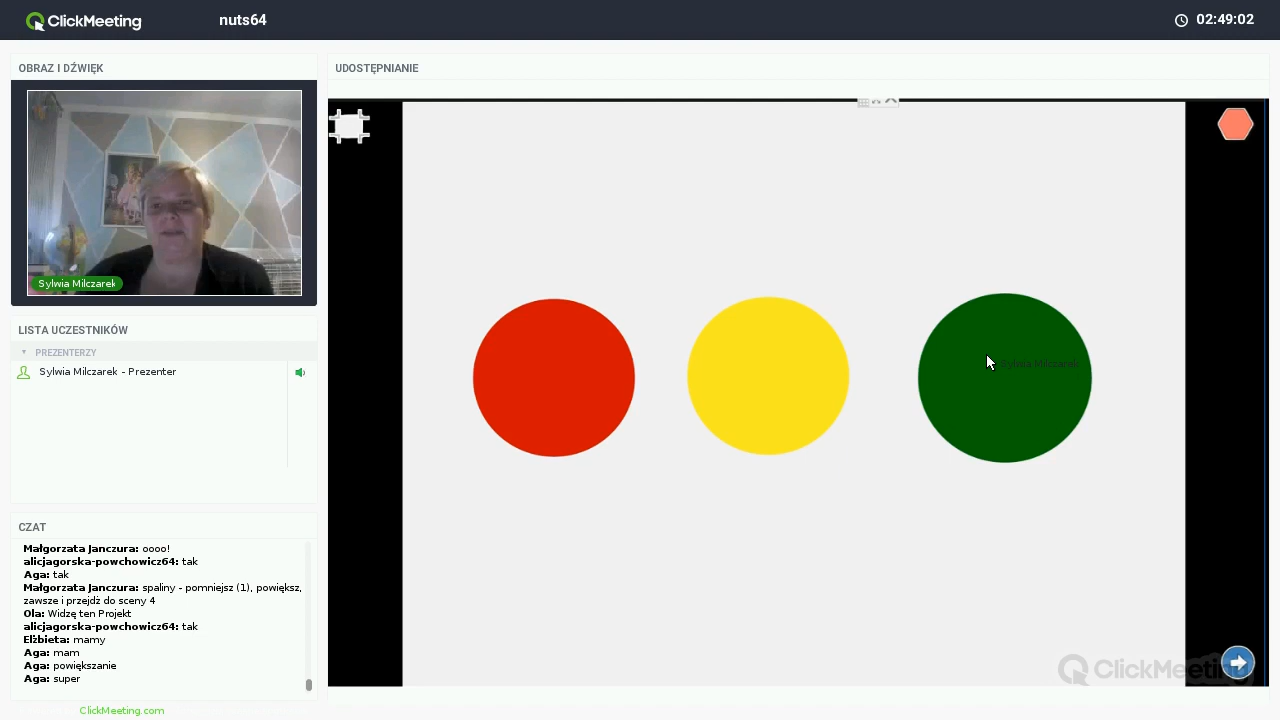 ClickMeeting
nuts64
02:49:02
OBRAZ I DŹWIĘK
UDOSTĘPNIANIE
Sylwia Milczarek
LISTA UCZESTNIKÓW
PREZENTERZY
Sylwia Milczarek - Prezenter
Sylwia Milczarek
CZAT
Małgorzata Janczura: oooo!
alicjagorska-powchowicz64: tak
Aga: tak
Małgorzata Janczura: spaliny - pomniejsz (1), powiększ,
zawsze i przejdż do sceny 4
Ola: Widzę ten Projekt
alicjagorska-powchowicz64: tak
Elżbieta: mamy
Aga: mam
Aga: powiększanie
Aga: super
ClickMeeting
ClickMeeting.com